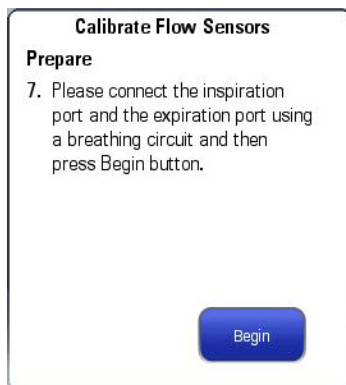 Calibrate Flow Sensors
Prepare
7. Please connect the inspiration
port and the expiration port using
a breathing circuit and then
press Begin button.
Begin